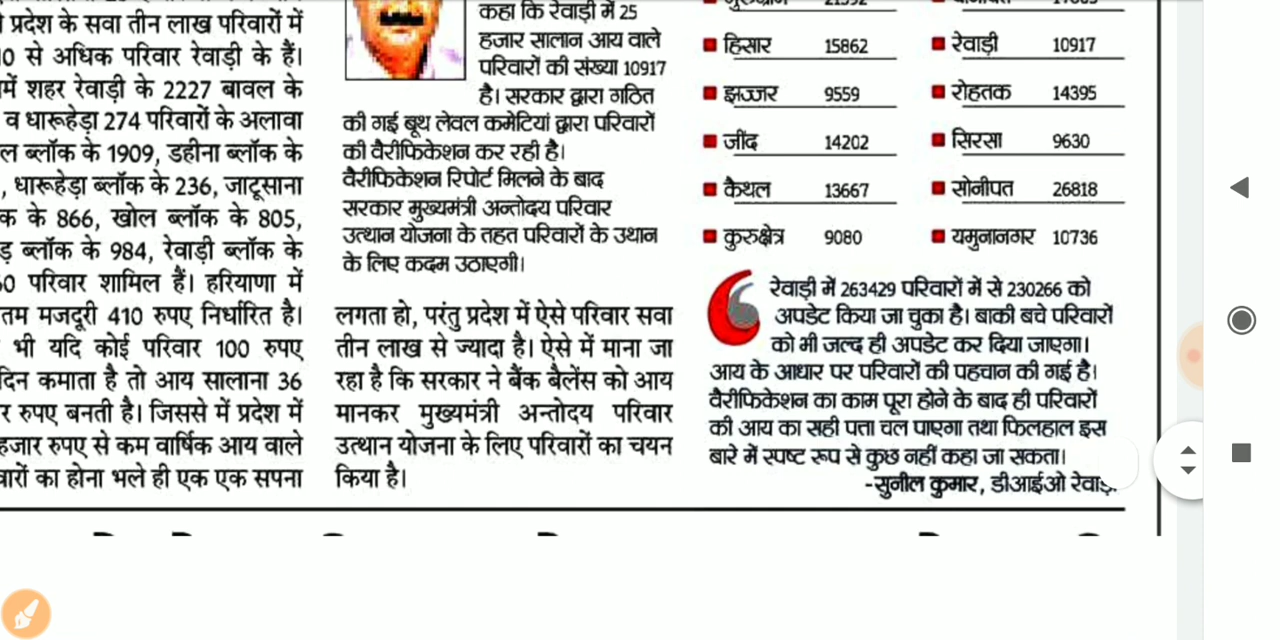 प्रदेश के सवा तीन लाख परिवारों में
0 से अधिक परिवार रेवाड़ी के हैं।
में शहर रेवाड़ी के 2227 बावल के
व धारूहेड़ा 274 परिवारों के अलावा
ल ब्लॉक के 1909, डहीना ब्लॉक के
, धारूहेड़ा ब्लॉक के 236, जाटूसाना
क के 866, खोल ब्लॉक के 805,
ड़ ब्लॉक के 984, रेवाड़ी ब्लॉक के
0 परिवार शामिल हैं। हरियाणा में
तम मजदूरी 410 रुपए निर्धारित है।
भी यदि कोई परिवार 100 रुपए
दिन कमाता है तो आय सालाना 36
र रुपए बनती है। जिससे में प्रदेश में
हजार रुपए से कम वार्षिक आय वाले
वारों का होना भले ही एक एक सपना
कहा कि रेवाड़ी में 25
हजार सालान आय वाले
परिवारों की संख्या 10917
है। सरकार द्वारा गठित
की गई बूथ लेवल कमेटियां द्वारा परिवारों
की वैरीफिकेशन कर रही है।
वैरीफिकेशन रिपोर्ट मिलने के बाद
सरकार मुख्यमंत्री अन्तोदय परिवार
उत्थान योजना के तहत परिवारों के उथान
के लिए कदम उठाएगी।
लगता हो, परंतु प्रदेश में ऐसे परिवार सवा
तीन लाख से ज्यादा है। ऐसे में माना जा
रहा है कि सरकार ने बैंक बैलेंस को आय
मानकर मुख्यमंत्री अन्तोदय परिवार
उत्थान योजना के लिए परिवारों का चयन
किया है।
हिसार 15862
झज्जर 9559
जींद 14202
कैथल 13667
कुरुक्षेत्र 9080
रेवाड़ी 10917
रोहतक 14395
सिरसा 9630
सोनीपत 26818
यमुनानगर 10736
रेवाड़ी में 263429 परिवारों में से 230266 को
अपडेट किया जा चुका है। बाकी बचे परिवारों
को भी जल्द ही अपडेट कर दिया जाएगा।
आय के आधार पर परिवारों की पहचान की गई है।
वैरीफिकेशन का काम पूरा होने के बाद ही परिवारों
की आय का सही पता चल पाएगा तथा फिलहाल इस
बारे में स्पष्ट रूप से कुछ नहीं कहा जा सकता।
-सुनील कुमार, डीआईओ रेवाड़ी